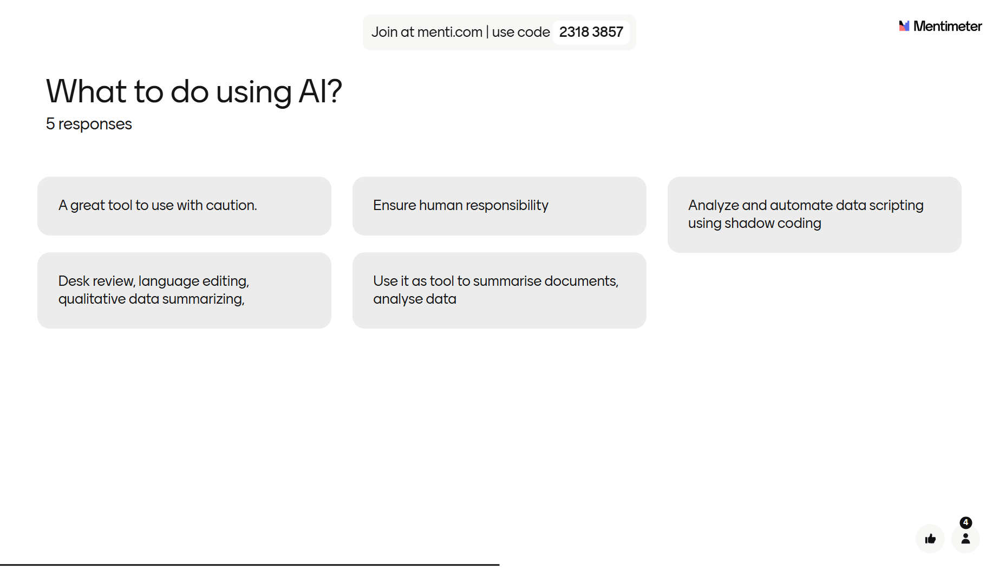 Join at menti.com | use code 2318 3857
Mentimeter
What to do using AI?
5 responses
A great tool to use with caution.
Ensure human responsibility
Analyze and automate data scripting
using shadow coding
Desk review, language editing,
qualitative data summarizing,
Use it as tool to summarise documents,
analyse data
4